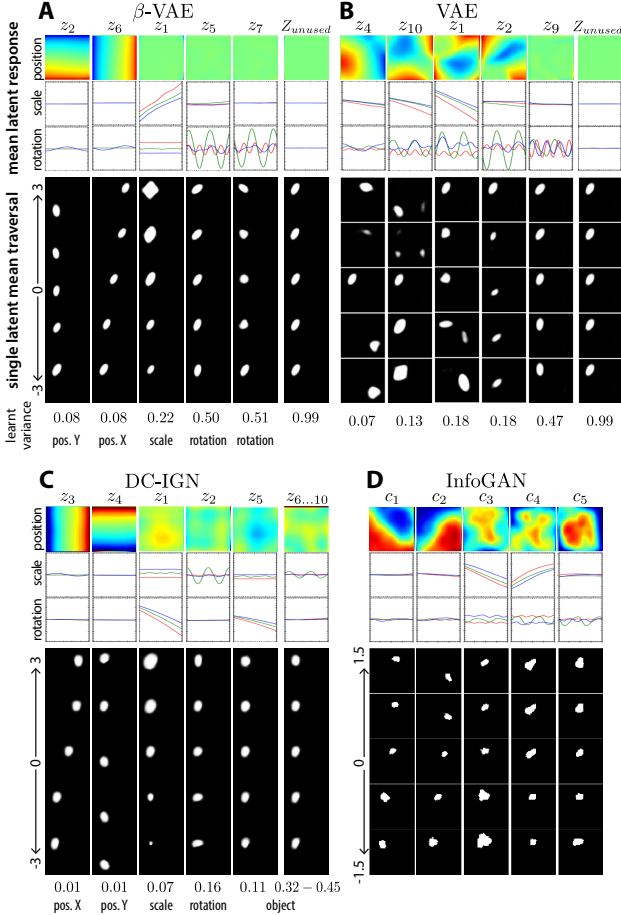 A β-VAE
z2 z6 z1 z5 z7 Zunused
mean latent response
position
scale
rotation
single latent mean traversal
3
0
-3
learnt variance
0.08 0.08 0.22 0.50 0.51 0.99
pos. Y pos. X scale rotation rotation
B VAE
z4 z10 z1 z2 z9 Zunused
0.07 0.13 0.18 0.18 0.47 0.99
C DC-IGN
z3 z4 z1 z2 z5 z6...10
position
scale
rotation
3
0
-3
0.01 0.01 0.07 0.16 0.11 0.32 − 0.45
pos. X pos. Y scale rotation object
D InfoGAN
c1 c2 c3 c4 c5
1.5
0
-1.5